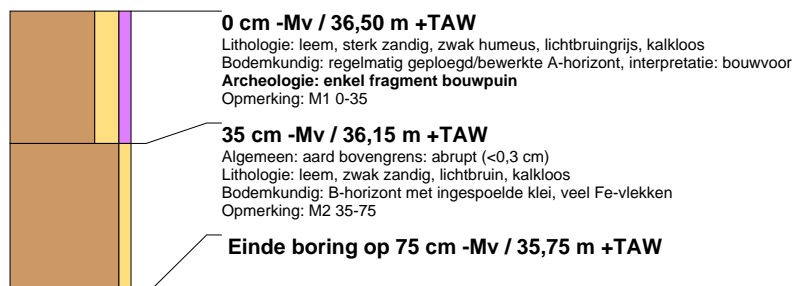 0 cm -Mv / 36,50 m +TAW
Lithologie: leem, sterk zandig, zwak humeus, lichtbruingrijs, kalkloos
Bodemkundig: regelmatig geploegd/bewerkte A-horizont, interpretatie: bouwvoor
Archeologie: enkel fragment bouwpuin
Opmerking: M1 0-35
35 cm -Mv / 36,15 m +TAW
Algemeen: aard bovengrens: abrupt (<0,3 cm)
Lithologie: leem, zwak zandig, lichtbruin, kalkloos
Bodemkundig: B-horizont met ingespoelde klei, veel Fe-vlekken
Opmerking: M2 35-75
Einde boring op 75 cm -Mv / 35,75 m +TAW